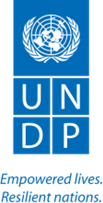 U N
D P
Empowered lives.
Resilient nations.